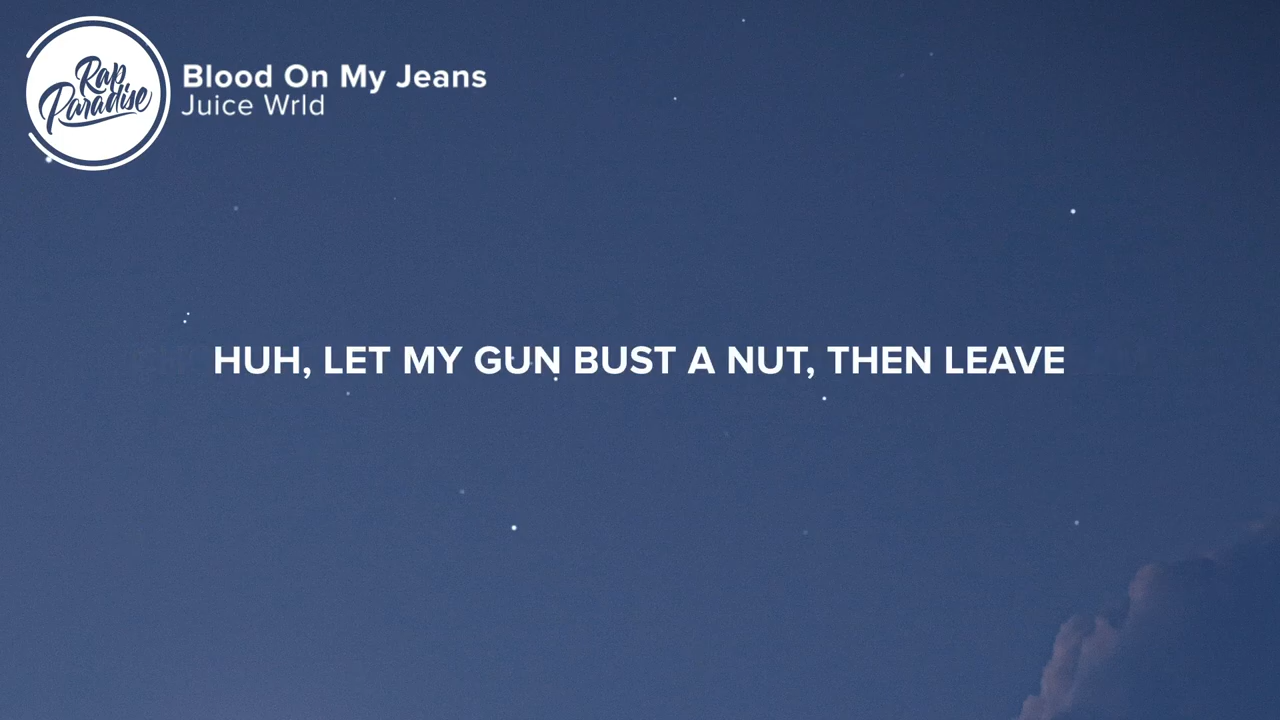 Rap
Paradise
Blood On My Jeans
Juice Wrld
HUH, LET MY GUN BUST A NUT, THEN LEAVE